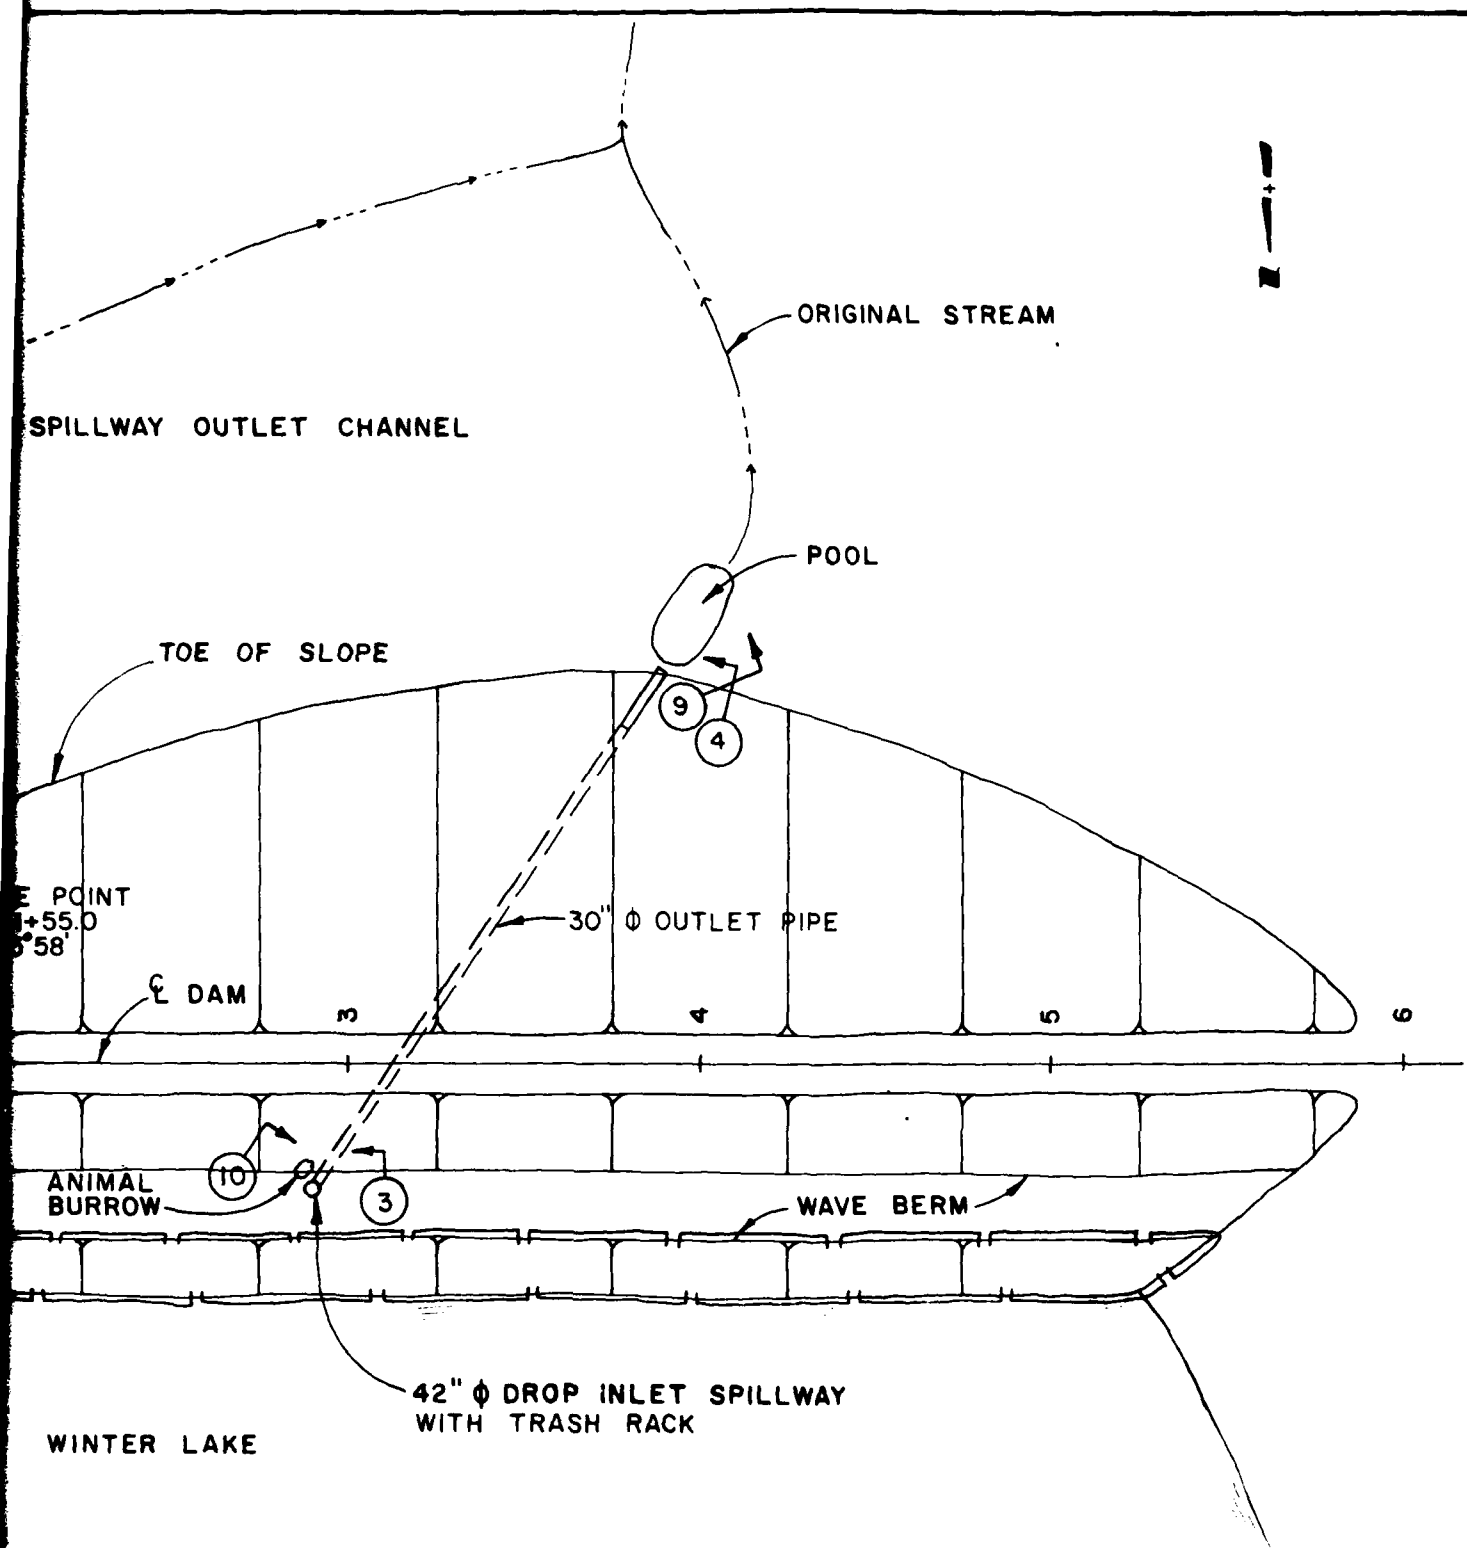 ORIGINAL STREAM
SPILLWAY OUTLET CHANNEL
POOL
TOE OF SLOPE
9
4
POINT
+55.0
58'
30" ϕ OUTLET PIPE
℄ DAM
3
4
5
6
10
ANIMAL
BURROW
3
WAVE BERM
42" ϕ DROP INLET SPILLWAY
WITH TRASH RACK
WINTER LAKE